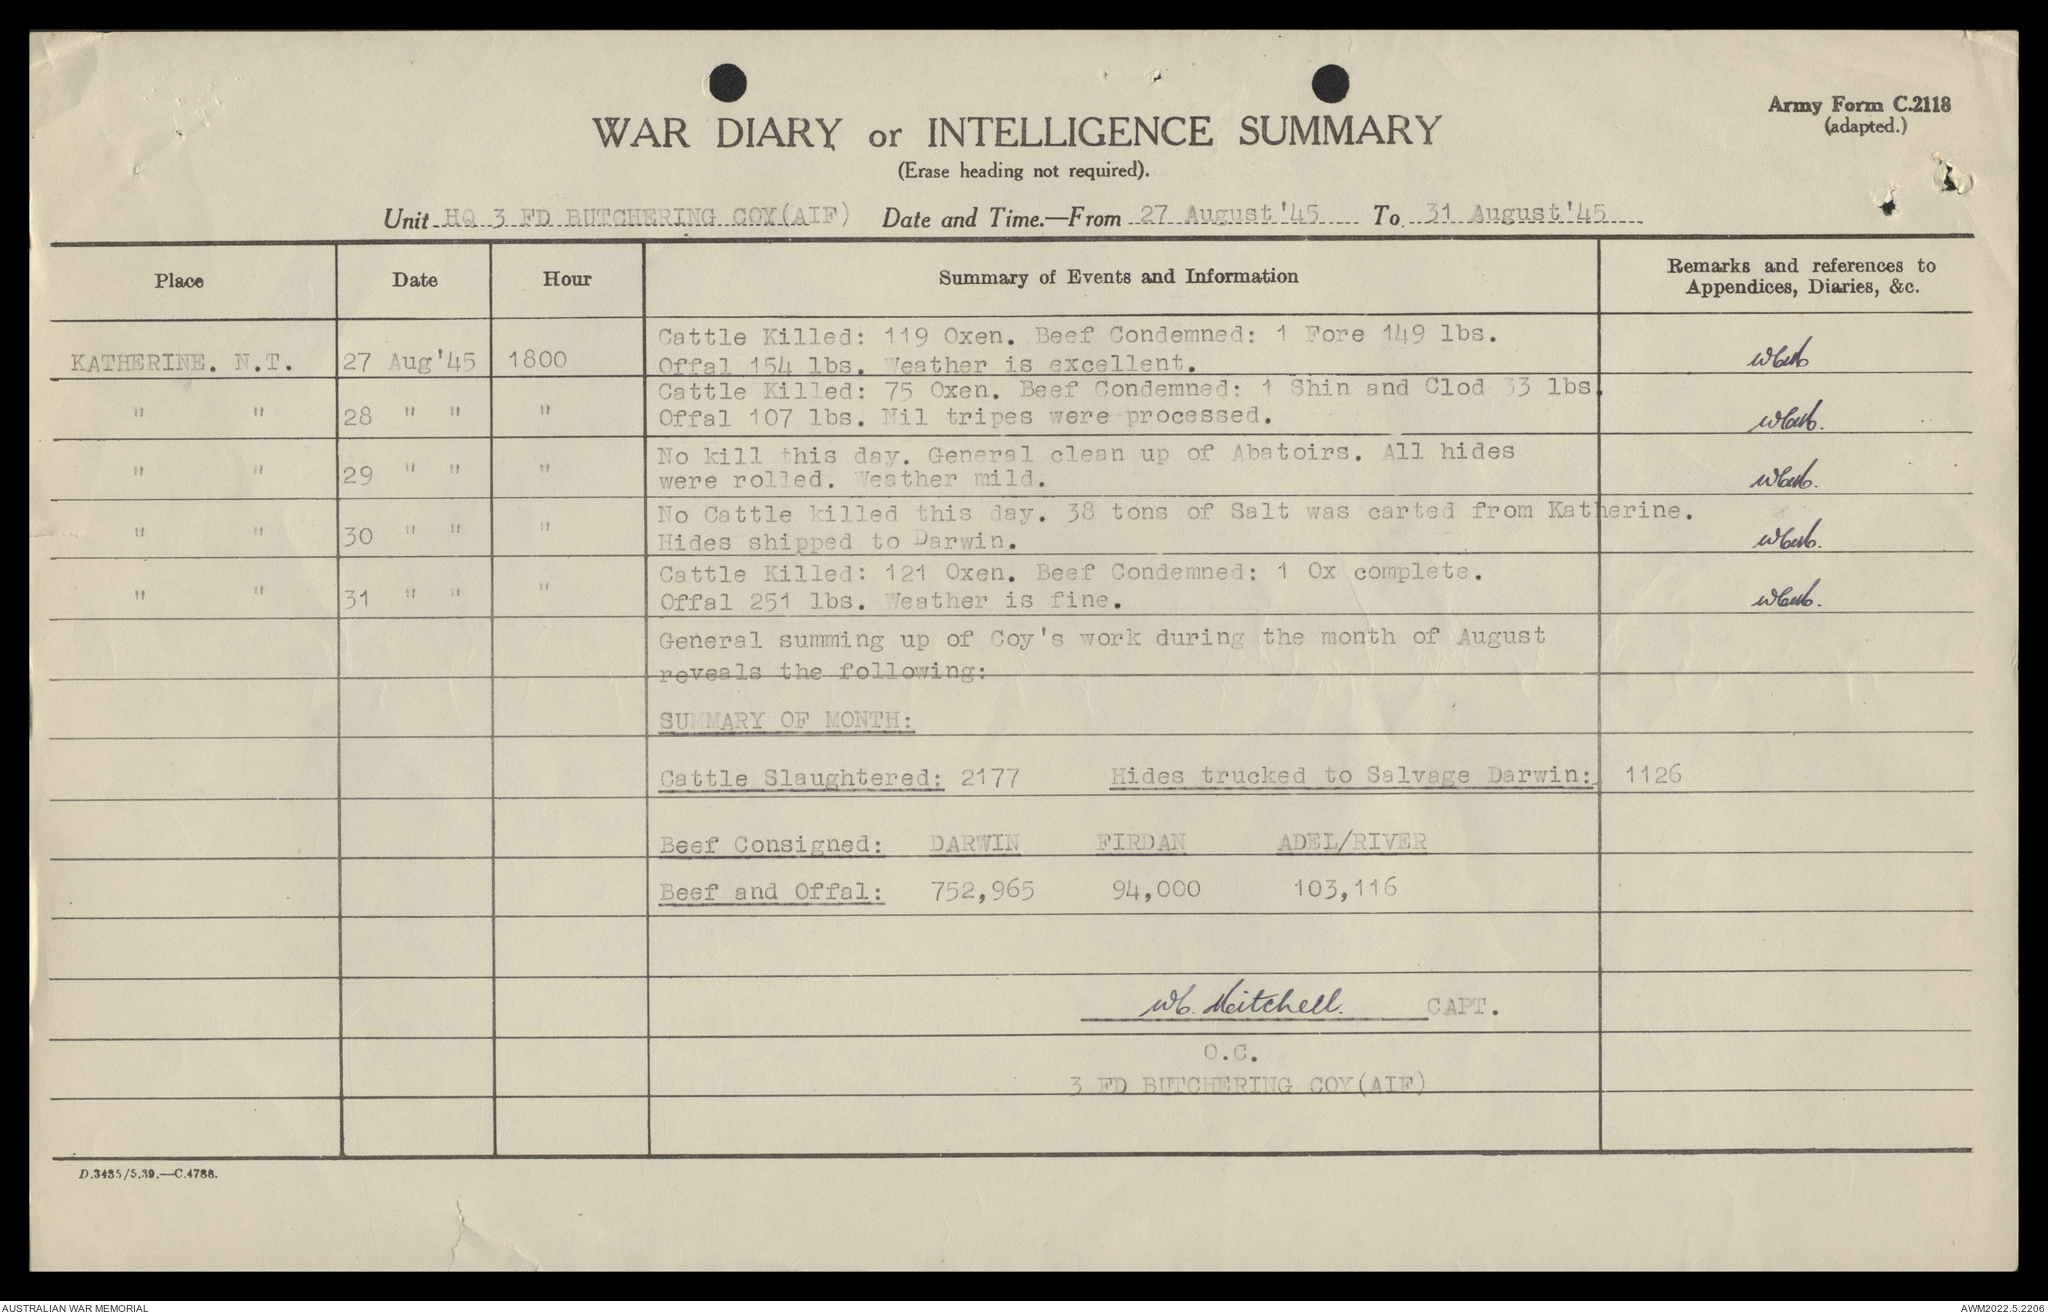 Army Form C.2118
(adapted.)
WAR DIARY or INTELLIGENCE SUMMARY
(Erase heading not required).
Unit HQ 3 FD BUTCHERING COY(AIF) Date and Time.—From 27 August '45 To 31 August '45
Place Date Hour Summary of Events and Information Remarks and references to
Appendices, Diaries, &c.
Cattle Killed: 119 Oxen. Beef Condemned: 1 Fore 149 lbs.
KATHERINE. N.T. 27 Aug '45 1800 Offal 154 lbs. Weather is excellent.
Cattle Killed: 75 Oxen. Beef Condemned: 1 Shin and Clod 33 lbs.
" " 28 " " " Offal 107 lbs. Nil tripes were processed.
No kill this day. General clean up of Abatoirs. All hides
" " 29 " " " were rolled. Weather mild.
No Cattle killed this day. 38 tons of Salt was carted from Katherine.
" " 30 " " " Hides shipped to Darwin.
Cattle Killed: 121 Oxen. Beef Condemned: 1 Ox complete.
" " 31 " " " Offal 251 lbs. Weather is fine.
General summing up of Coy's work during the month of August
reveals the following:
SUMMARY OF MONTH:
Cattle Slaughtered: 2177 Hides trucked to Salvage Darwin: 1126
Beef Consigned: DARWIN FIRDAN ADEL/RIVER
Beef and Offal: 752,965 94,000 103,116
WC. Mitchell. CAPT.
O.C.
3 FD BUTCHERING COY(AIF)
D.3435/5.39.—C.4788.
AUSTRALIAN WAR MEMORIAL AWM2022.5.2206